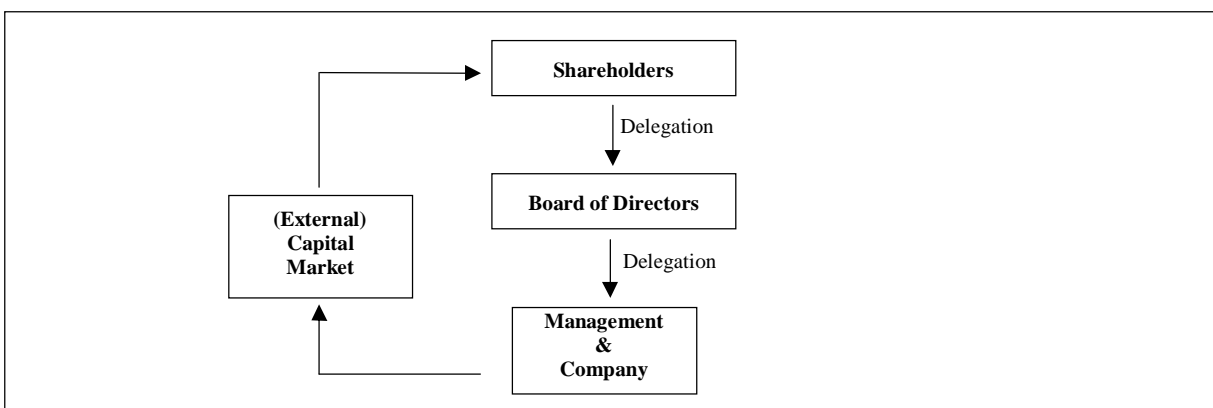 Shareholders
Delegation
Board of Directors
(External)
Capital
Market
Delegation
Management
&
Company